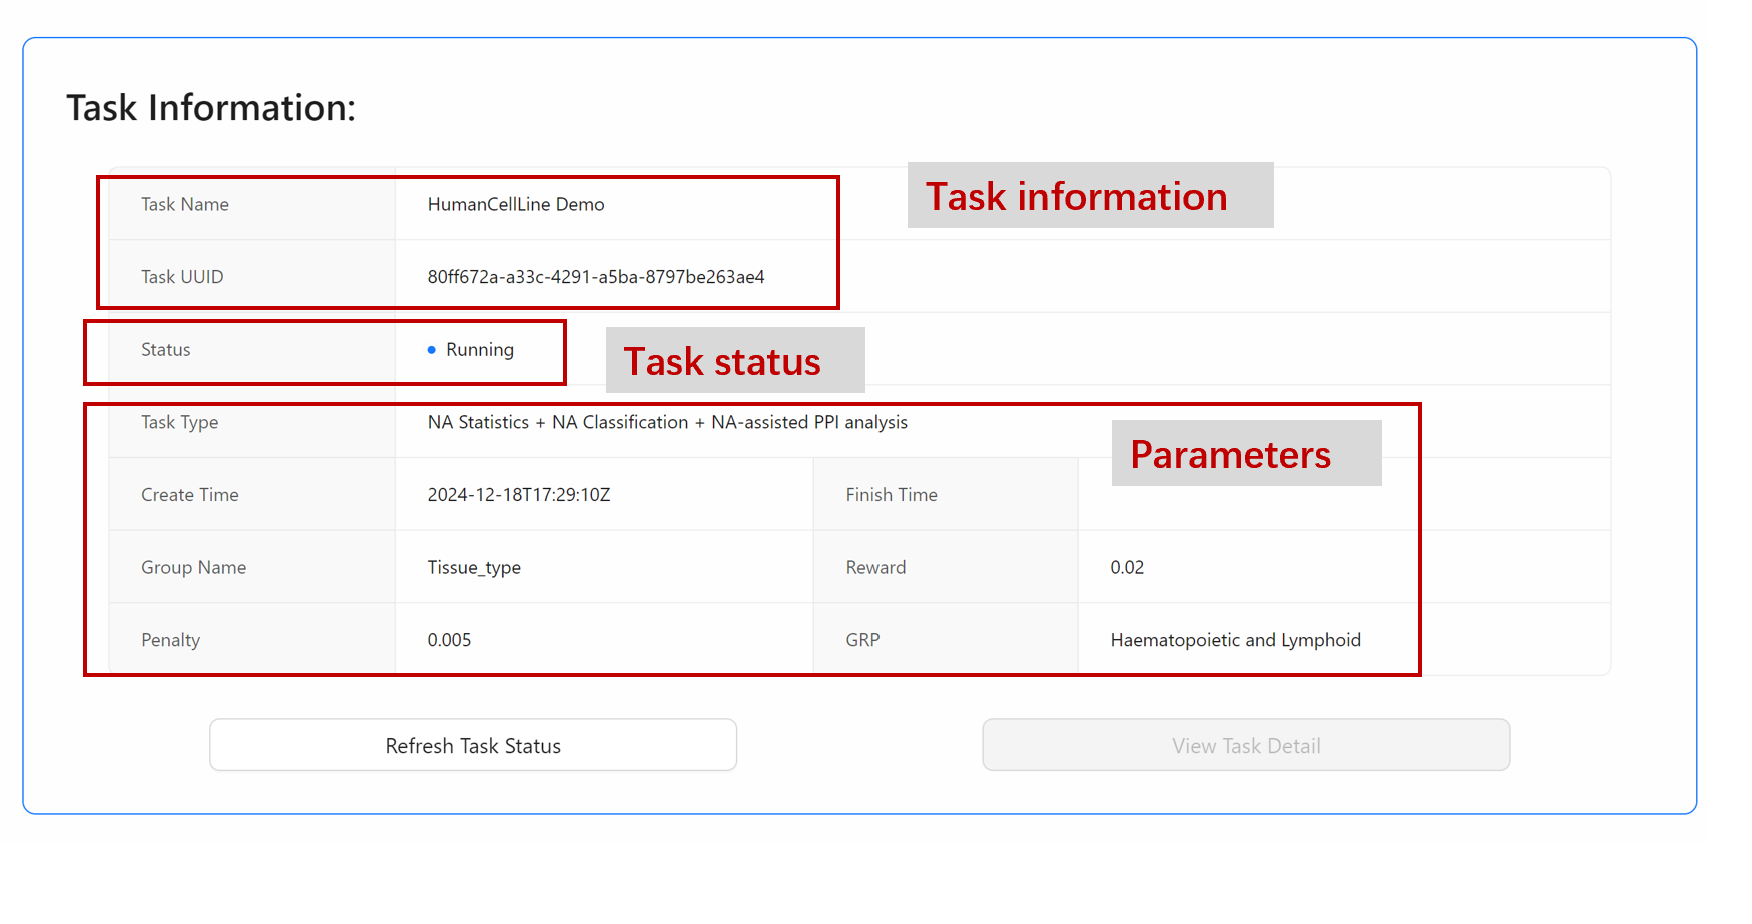 Task Information:
Task Name HumanCellLine Demo Task information
Task UUID 80ff672a-a33c-4291-a5ba-8797be263ae4
Status Running Task status
Task Type NA Statistics + NA Classification + NA-assisted PPI analysis
Parameters
Create Time 2024-12-18T17:29:10Z Finish Time
Group Name Tissue_type Reward 0.02
Penalty 0.005 GRP Haematopoietic and Lymphoid
Refresh Task Status View Task Detail